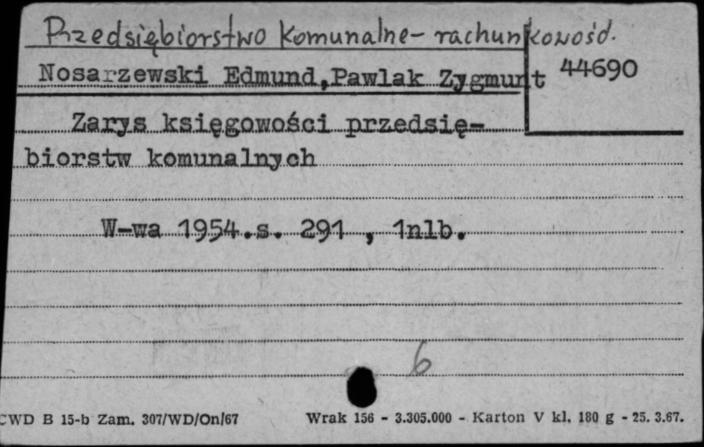 Przedsiębiorstwo komunalne - rachunkowość.
Nosarzewski Edmund, Pawlak Zygmunt
44690
Zarys księgowości przedsię-
biorstw komunalnych
W-wa 1954.s. 291 , 1nlb.
6
CWD B 15-b Zam. 307/WD/On/67 Wrak 156 - 3.305.000 - Karton V kl. 180 g - 25. 3.67.